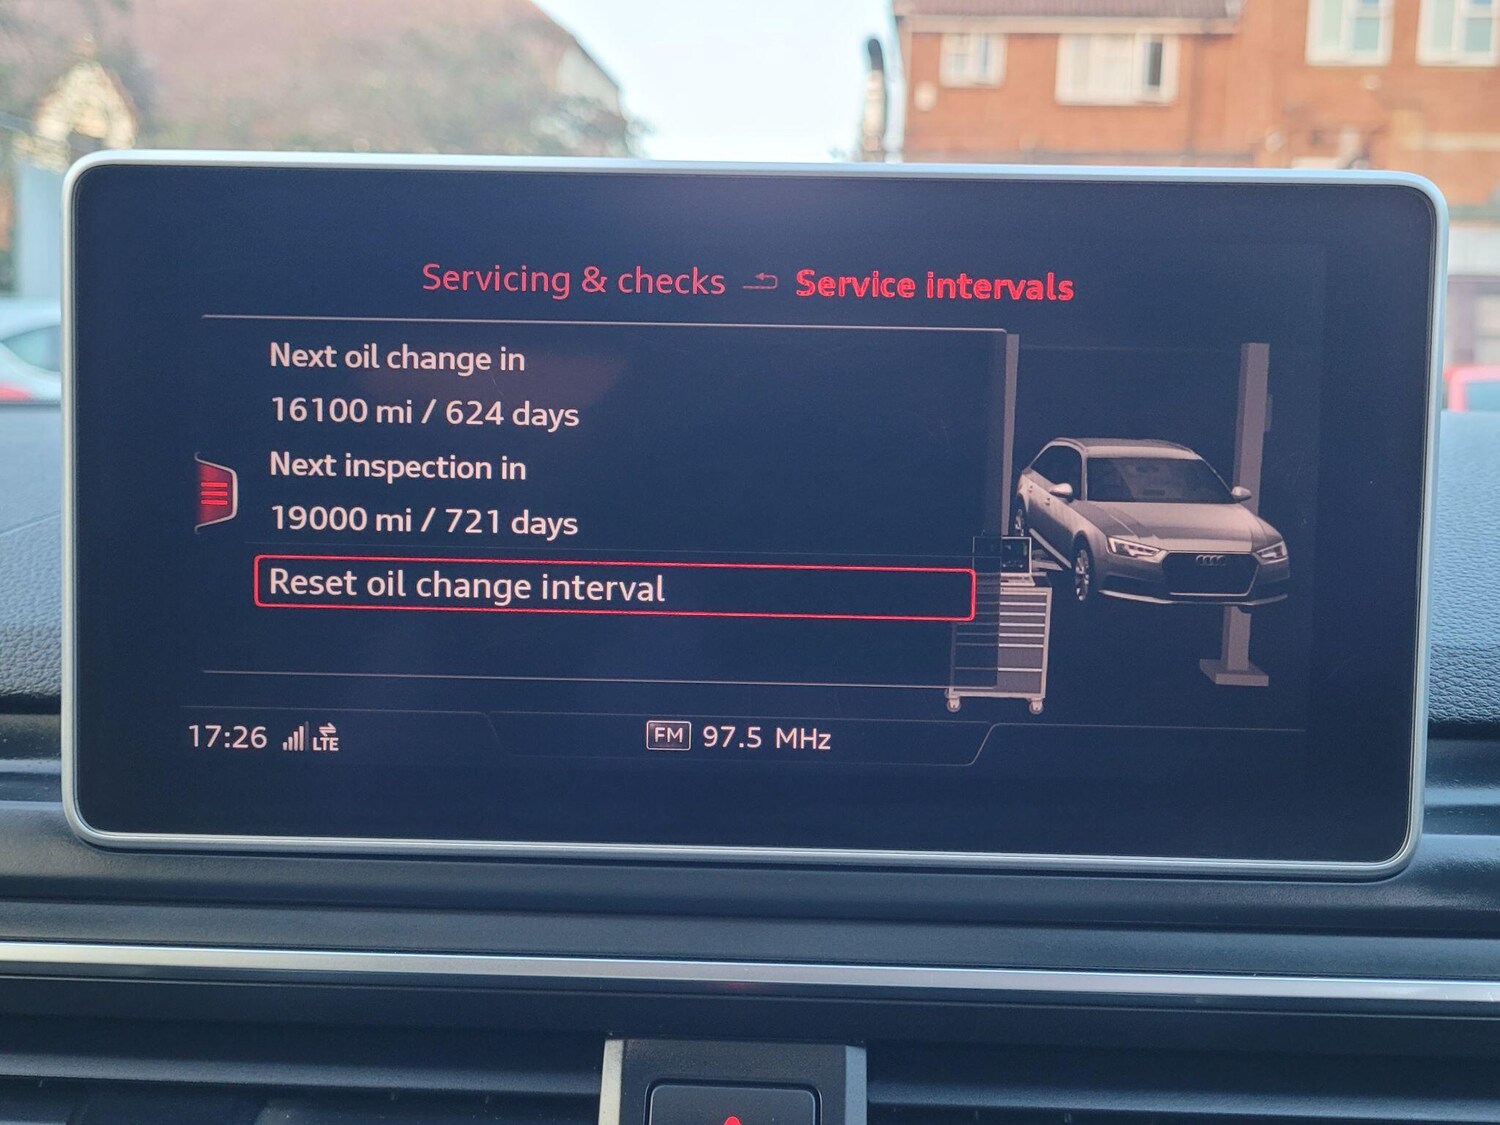 Servicing & checks Service intervals
Next oil change in
16100 mi / 624 days
Next inspection in
19000 mi / 721 days
Reset oil change interval
17:26 LTE FM 97.5 MHz